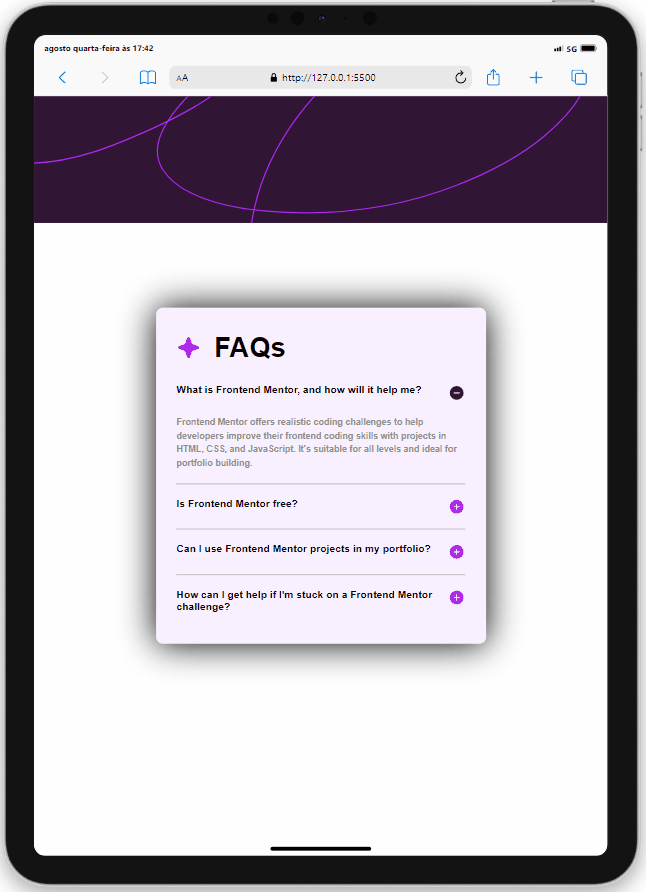 agosto quarta-feira às 17:42
5G
AA
http://127.0.0.1:5500
FAQs
What is Frontend Mentor, and how will it help me?
Frontend Mentor offers realistic coding challenges to help
developers improve their frontend coding skills with projects in
HTML, CSS, and JavaScript. It's suitable for all levels and ideal for
portfolio building.
Is Frontend Mentor free?
Can I use Frontend Mentor projects in my portfolio?
How can I get help if I'm stuck on a Frontend Mentor
challenge?